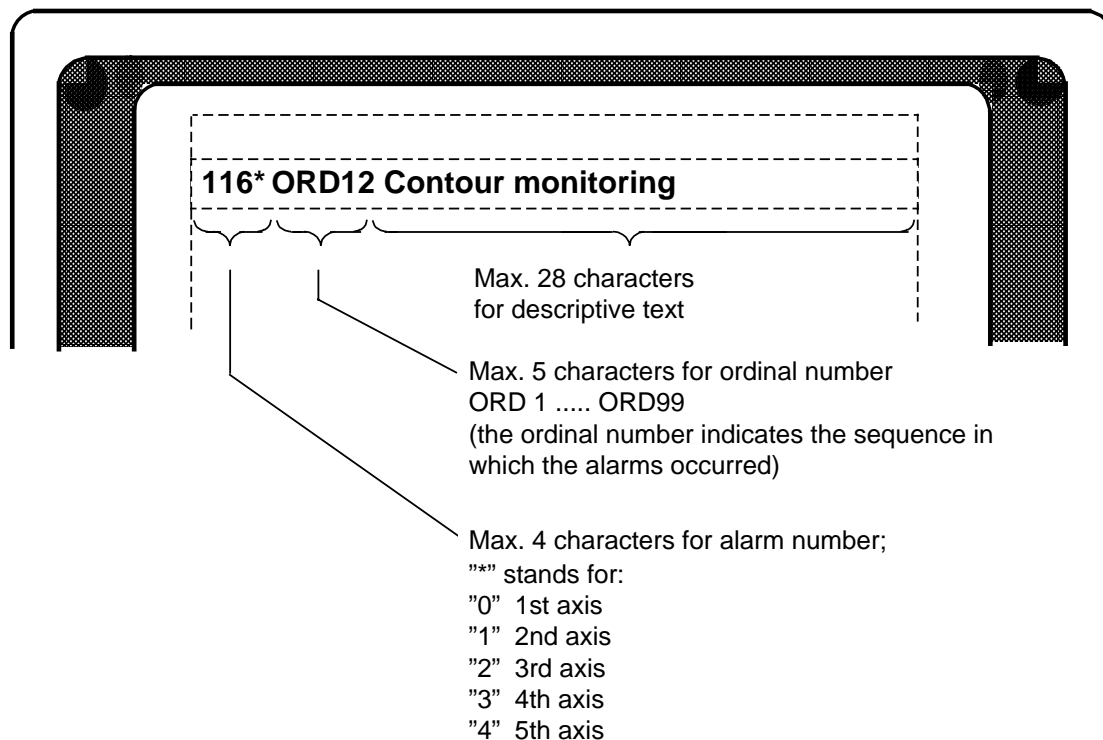 116* ORD12 Contour monitoring
Max. 28 characters
for descriptive text
Max. 5 characters for ordinal number
ORD 1 ..... ORD99
(the ordinal number indicates the sequence in
which the alarms occurred)
Max. 4 characters for alarm number;
”*” stands for:
”0” 1st axis
”1” 2nd axis
”2” 3rd axis
”3” 4th axis
”4” 5th axis